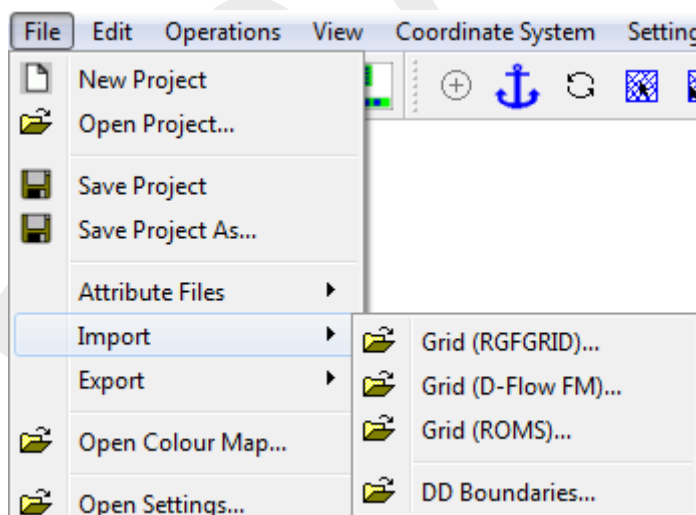 File Edit Operations View Coordinate System Setting
New Project
Open Project...
Save Project
Save Project As...
Attribute Files
Import
Export
Open Colour Map...
Open Settings...
Grid (RGFGRID)...
Grid (D-Flow FM)...
Grid (ROMS)...
DD Boundaries...